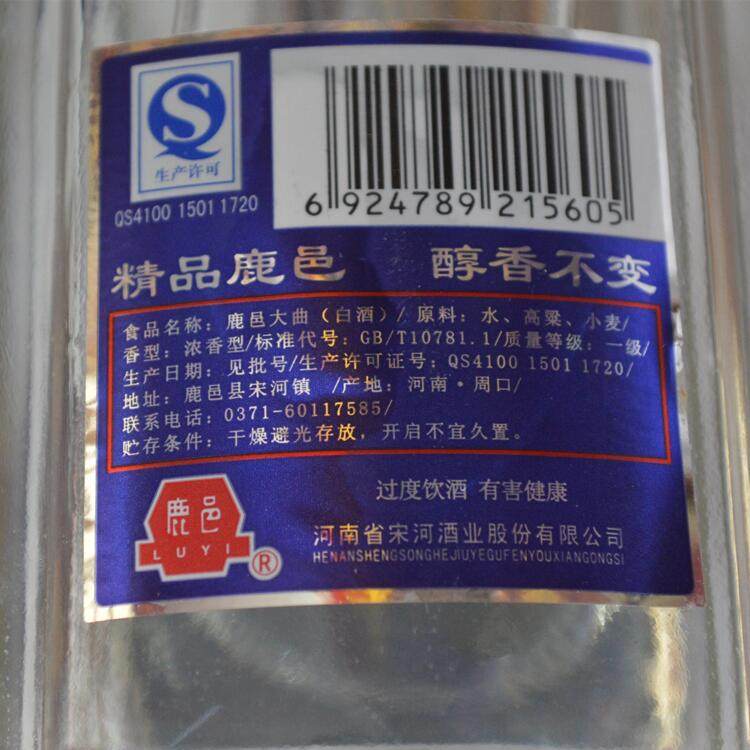 生产许可
QS4100 1501 1720
6 924789 215605
精品鹿邑 醇香不变
食品名称：鹿邑大曲（白酒）/ 原料：水、高粱、小麦/
香型：浓香型/标准代号：GB/T10781.1/质量等级：一级/
生产日期：见批号/生产许可证号：QS4100 1501 1720/
地址：鹿邑县宋河镇 /产地：河南·周口/
联系电话：0371-60117585/
贮存条件：干燥避光存放，开启不宜久置。
过度饮酒 有害健康
鹿邑
LUYI
®
河南省宋河酒业股份有限公司
HENANSHENGSONGHEJIUYEGUFENYOUXIANGONGSI